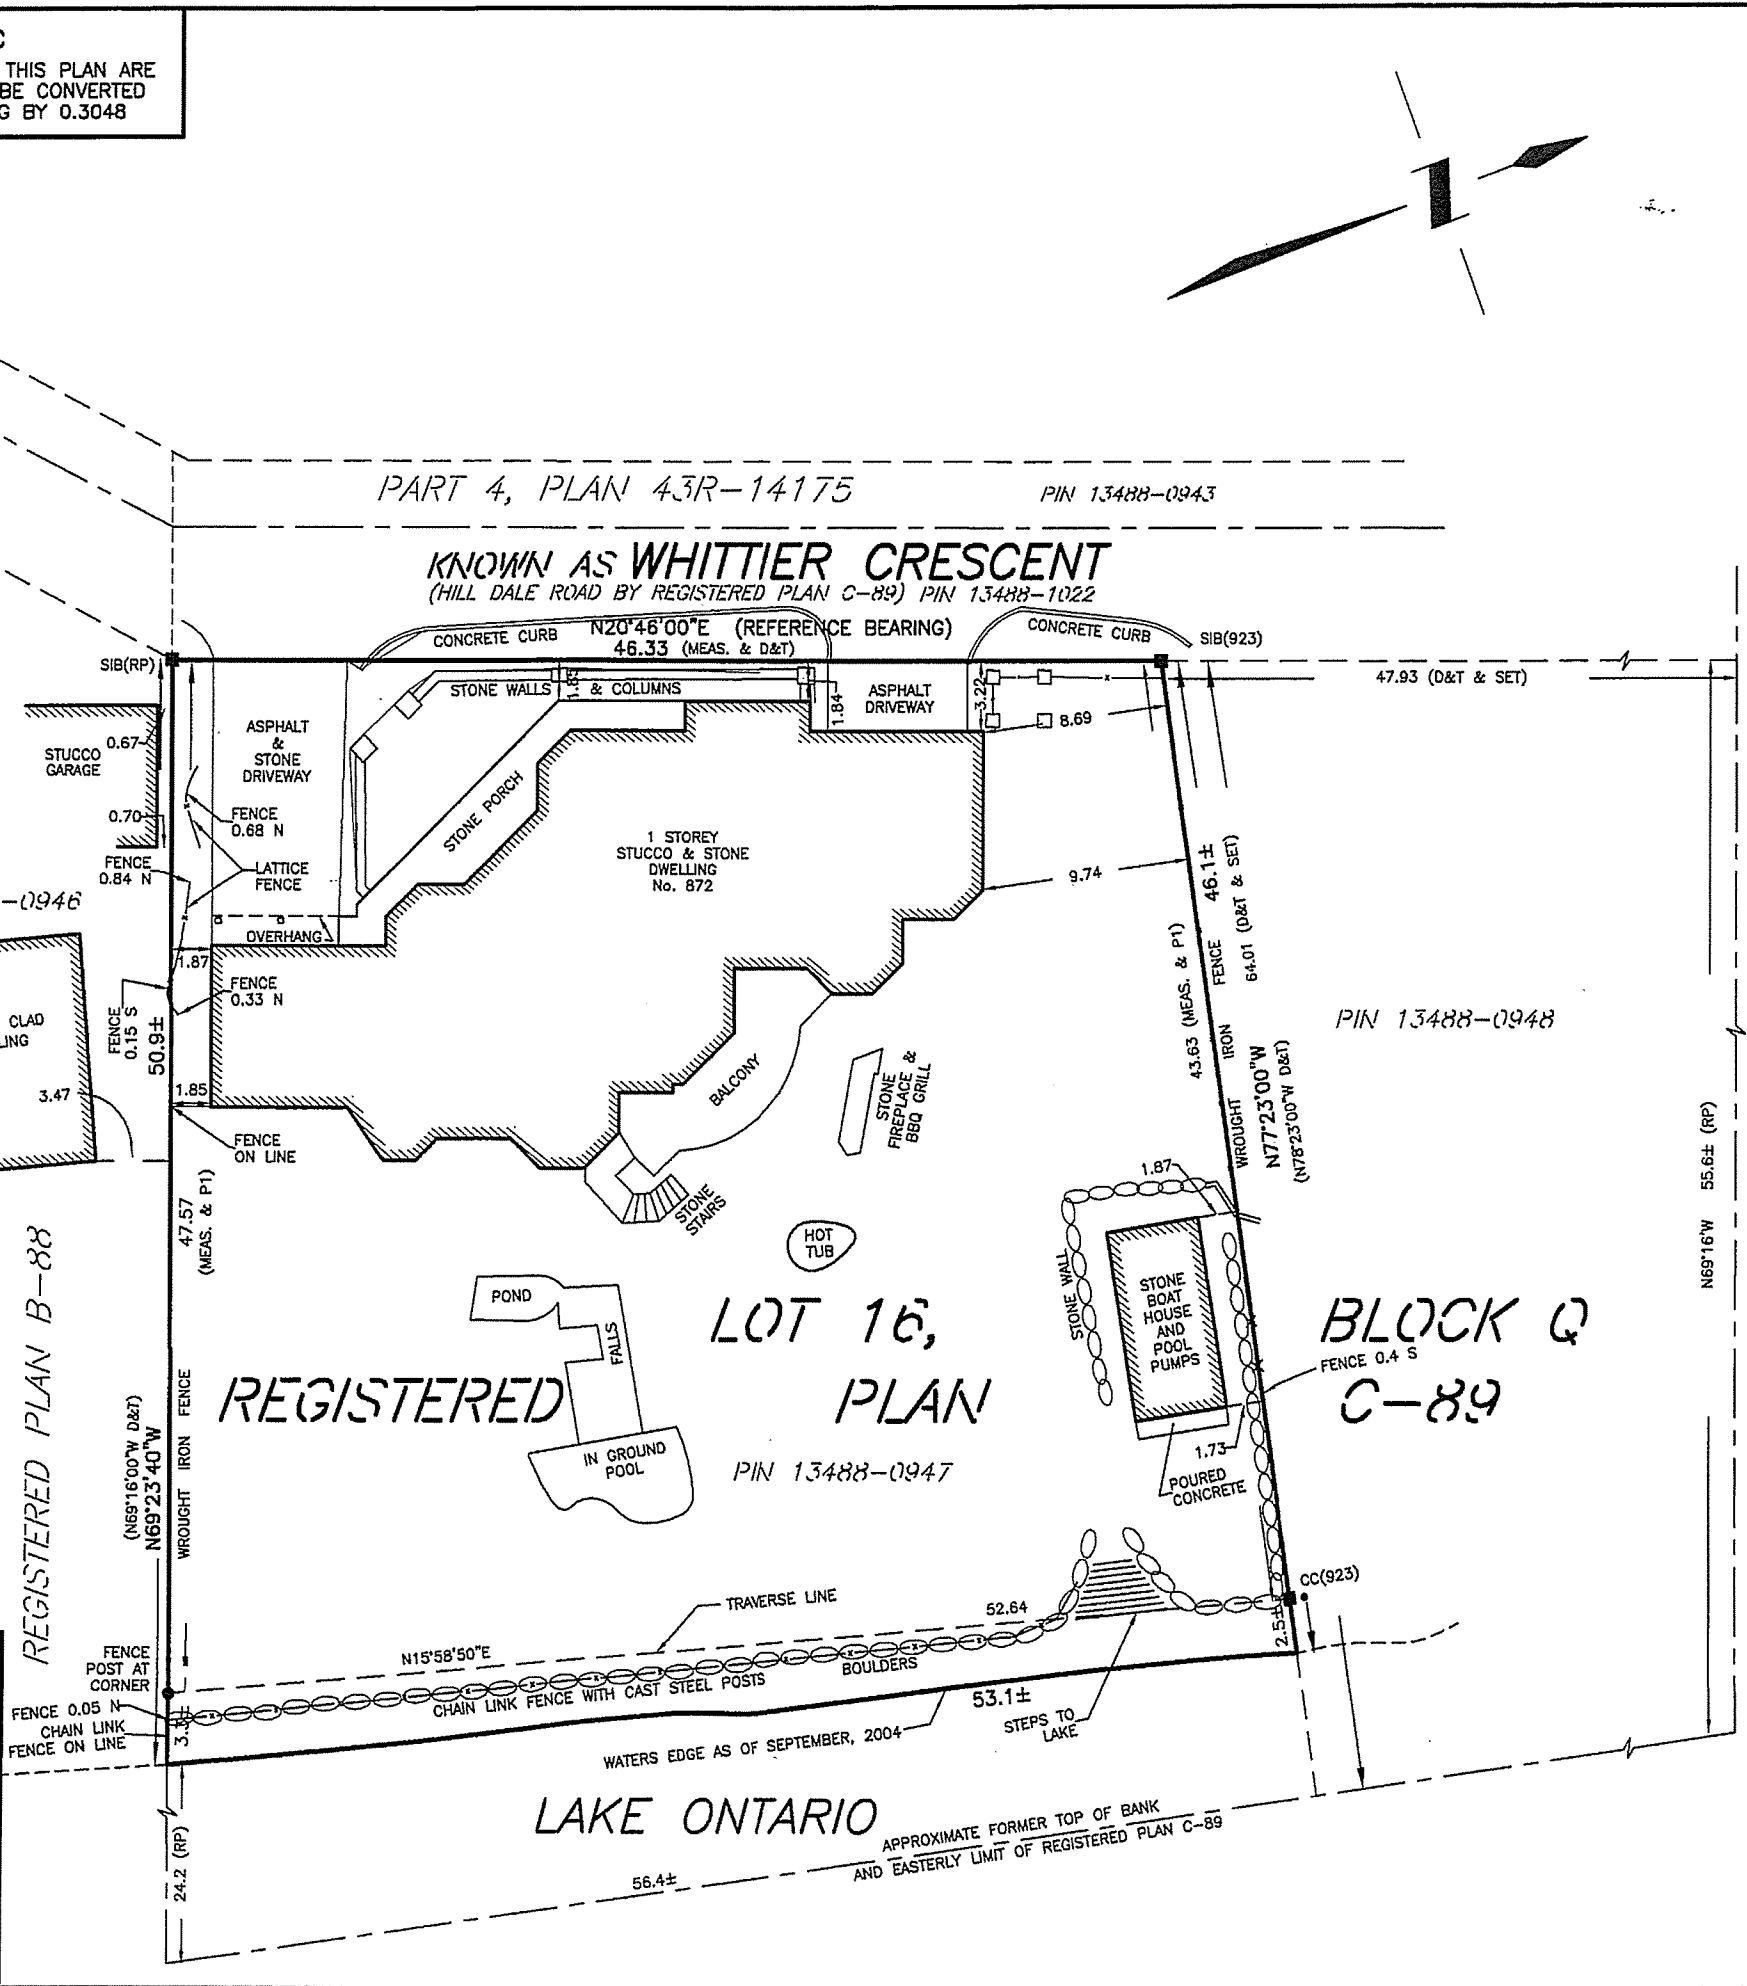 C
THIS PLAN ARE
BE CONVERTED
G BY 0.3048
PART 4, PLAN 43R-14175
PIN 13488-0943
KNOWN AS WHITTIER CRESCENT
(HILL DALE ROAD BY REGISTERED PLAN C-89) PIN 13488-1022
CONCRETE CURB
N20°46'00"E (REFERENCE BEARING)
46.33 (MEAS. & D&T)
CONCRETE CURB
SIB(923)
SIB(RP)
47.93 (D&T & SET)
STONE WALLS & COLUMNS
1.84
ASPHALT
DRIVEWAY
3.22
8.69
STUCCO
GARAGE
0.67
0.70
ASPHALT
&
STONE
DRIVEWAY
FENCE
0.68 N
FENCE
0.84 N
LATTICE
FENCE
-0946
OVERHANG
STONE PORCH
1 STOREY
STUCCO & STONE
DWELLING
No. 872
9.74
46.1±
64.01 (D&T & SET)
43.63 (MEAS. & P1)
WROUGHT IRON FENCE
N77°23'00"W
(N78°23'00"W D&T)
PIN 13488-0948
N69°16'W 55.6± (RP)
1.87
FENCE
0.33 N
FENCE
0.15 S
50.9±
CLAD
LING
3.47
1.85
FENCE
ON LINE
47.57
(MEAS. & P1)
BALCONY
STONE
FIREPLACE &
BBQ GRILL
STONE
STAIRS
HOT
TUB
1.87
STONE WALL
STONE
BOAT
HOUSE
AND
POOL
PUMPS
FENCE 0.4 S
1.73
POURED
CONCRETE
POND
FALLS
IN GROUND
POOL
LOT 16, BLOCK Q
REGISTERED PLAN C-89
PIN 13488-0947
REGISTERED PLAN B-88
(N69°16'00"W D&T)
N69°23'40"W
WROUGHT IRON FENCE
TRAVERSE LINE
52.64
N15°58'50"E
CC(923)
2.5±
FENCE
POST AT
CORNER
FENCE 0.05 N
CHAIN LINK
FENCE ON LINE
CHAIN LINK FENCE WITH CAST STEEL POSTS
BOULDERS
53.1±
STEPS TO
LAKE
WATERS EDGE AS OF SEPTEMBER, 2004
LAKE ONTARIO
APPROXIMATE FORMER TOP OF BANK
AND EASTERLY LIMIT OF REGISTERED PLAN C-89
24.2 (RP)
56.4±